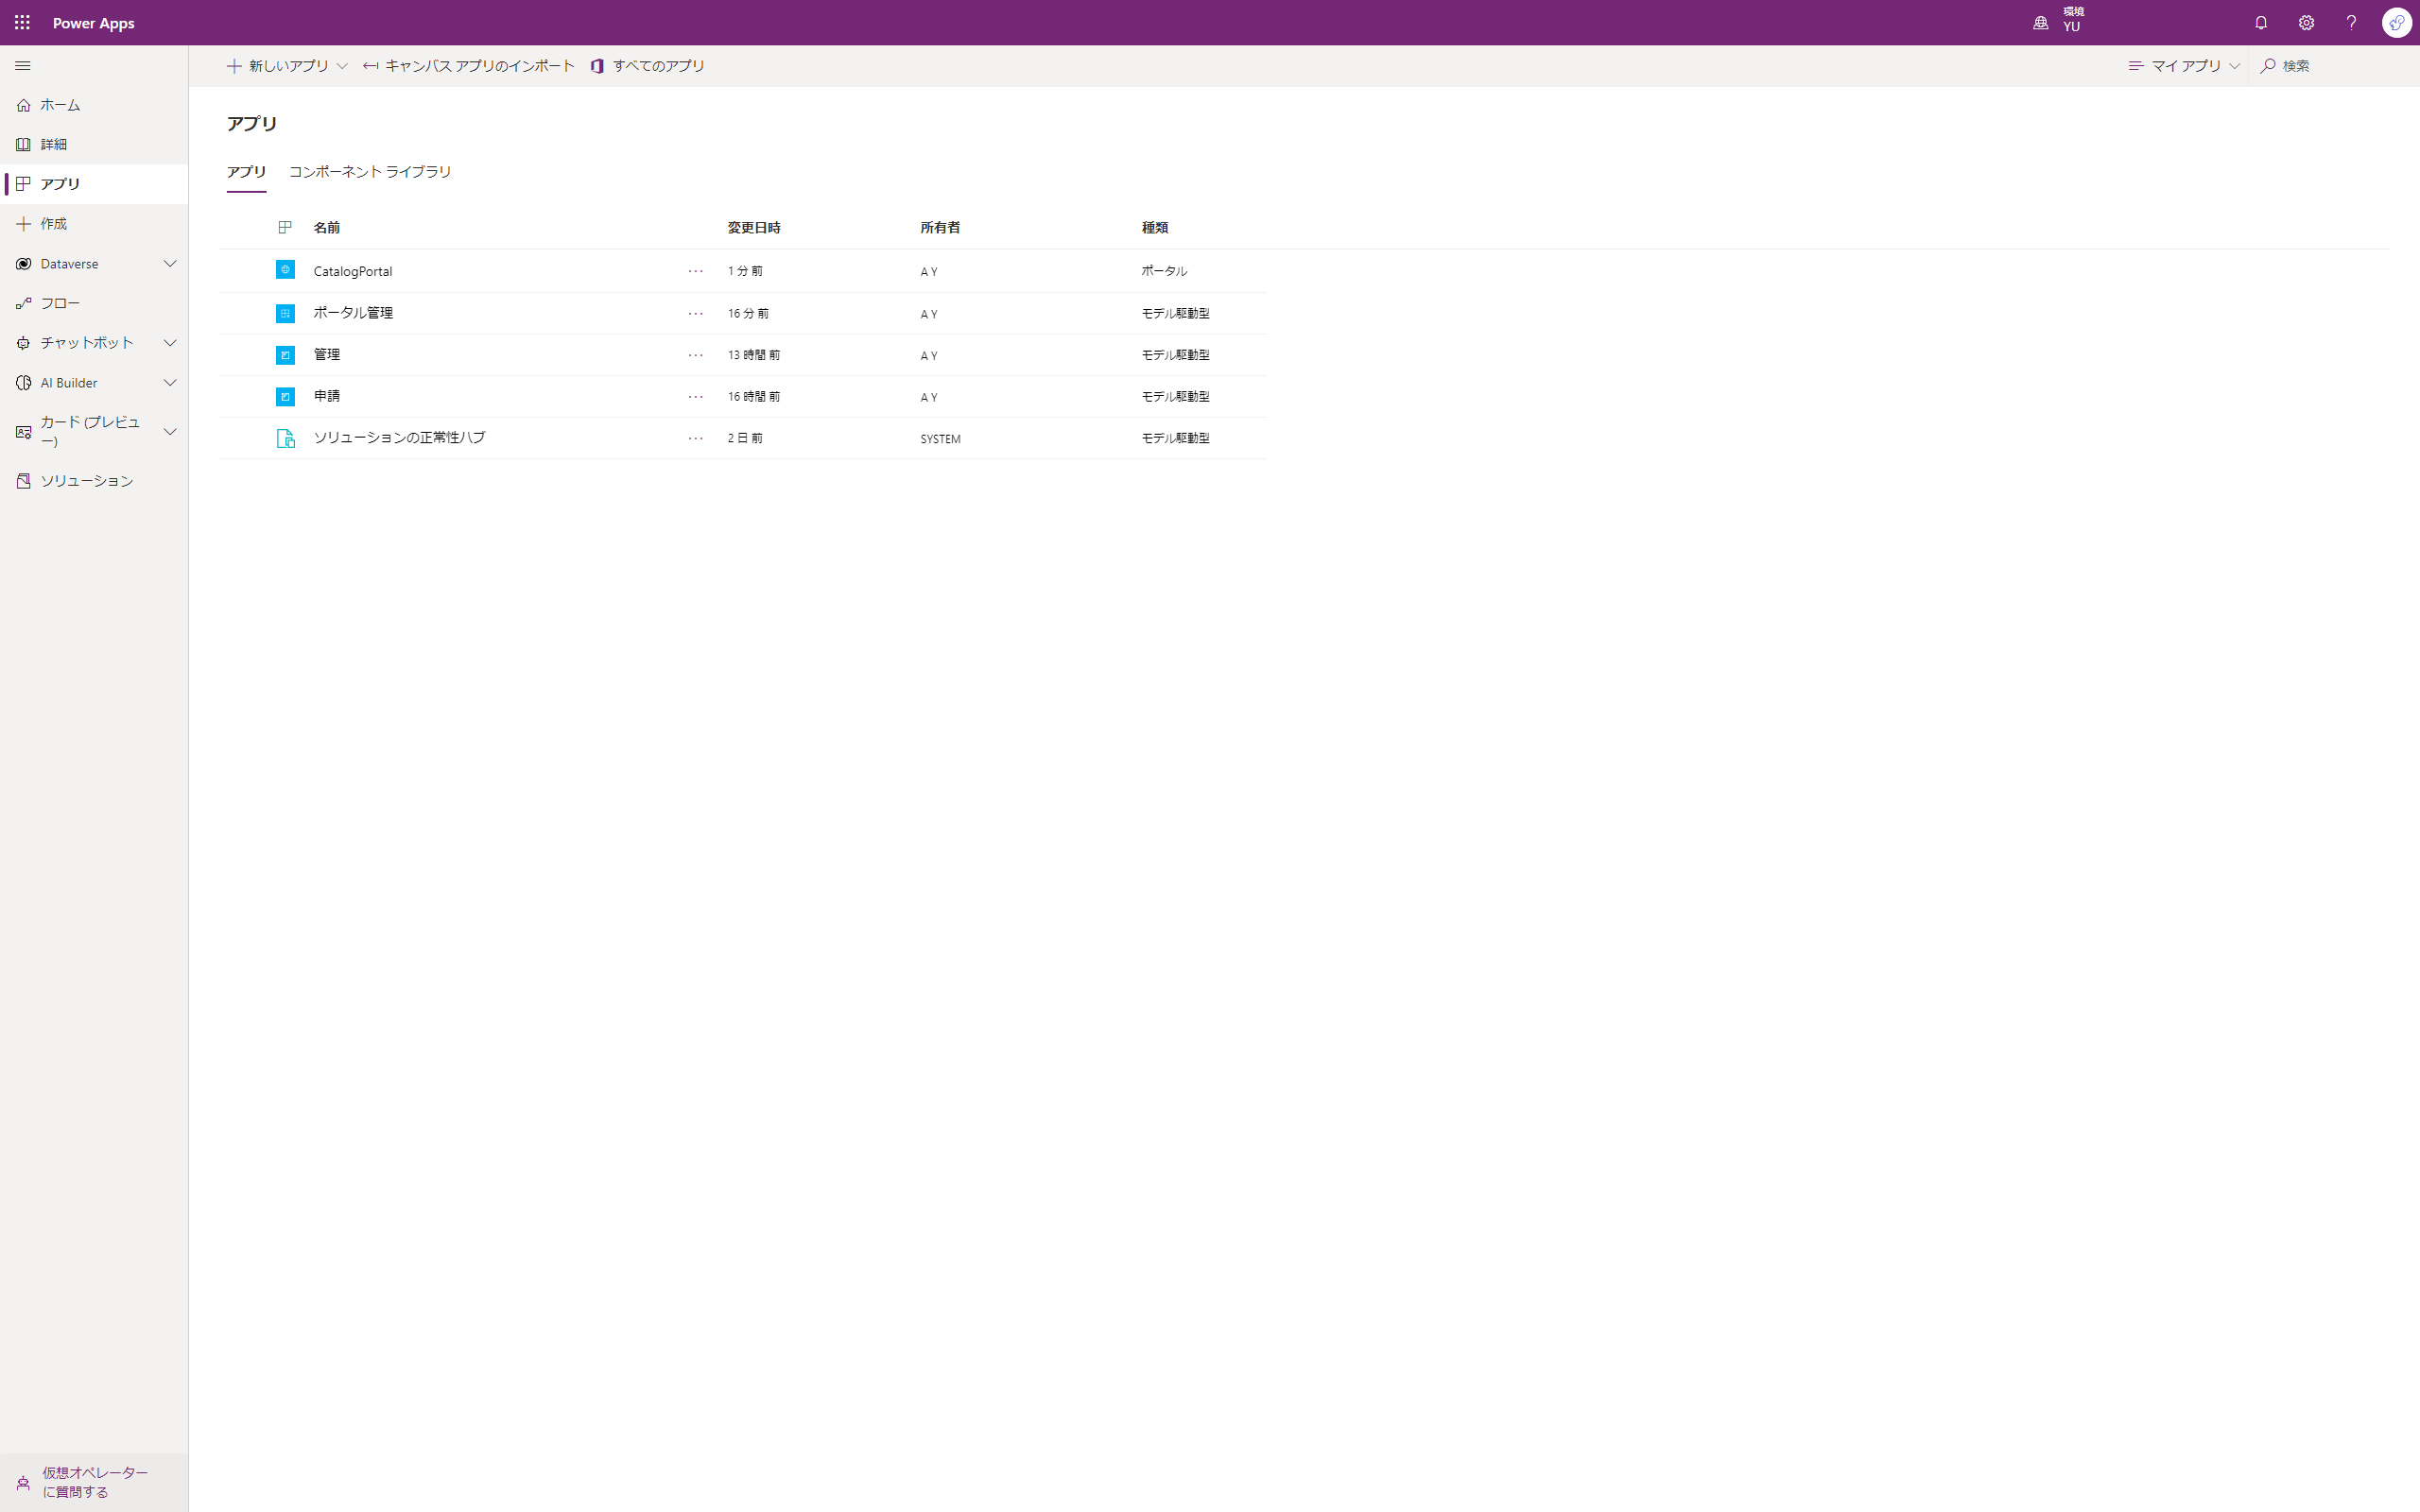 Power Apps
環境
YU
新しいアプリ
キャンバス アプリのインポート
すべてのアプリ
マイ アプリ
検索
ホーム
詳細
アプリ
作成
Dataverse
フロー
チャットボット
AI Builder
カード (プレビュ
ー)
ソリューション
仮想オペレーター
に質問する
アプリ
アプリ コンポーネント ライブラリ
名前 変更日時 所有者 種類
CatalogPortal ··· 1 分 前 A Y ポータル
ポータル管理 ··· 16 分 前 A Y モデル駆動型
管理 ··· 13 時間 前 A Y モデル駆動型
申請 ··· 16 時間 前 A Y モデル駆動型
ソリューションの正常性ハブ ··· 2 日 前 SYSTEM モデル駆動型